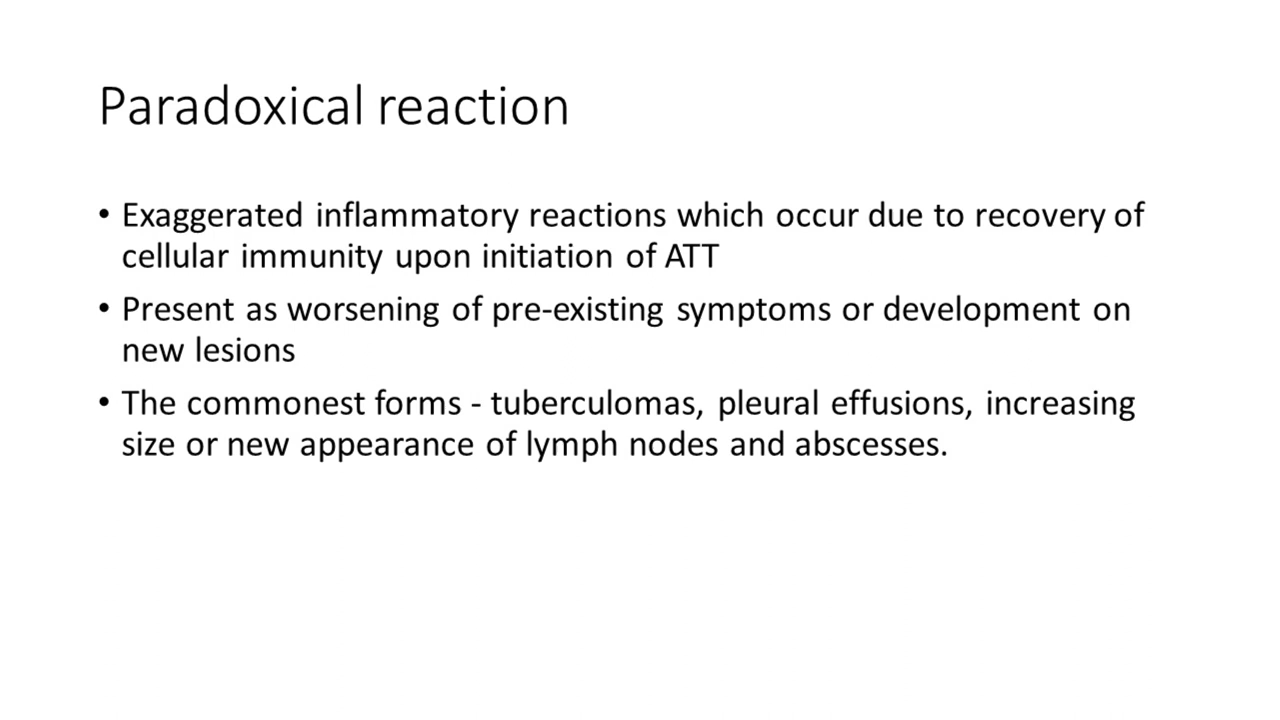 Paradoxical reaction
• Exaggerated inflammatory reactions which occur due to recovery of
cellular immunity upon initiation of ATT
• Present as worsening of pre-existing symptoms or development on
new lesions
• The commonest forms - tuberculomas, pleural effusions, increasing
size or new appearance of lymph nodes and abscesses.